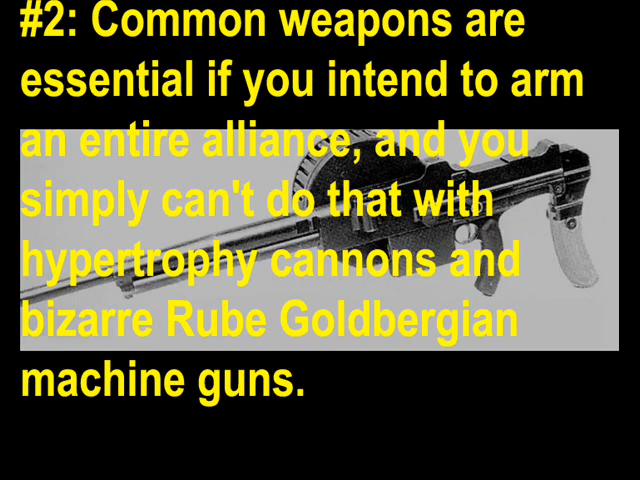 #2: Common weapons are
essential if you intend to arm
an entire alliance, and you
simply can't do that with
hypertrophy cannons and
bizarre Rube Goldbergian
machine guns.